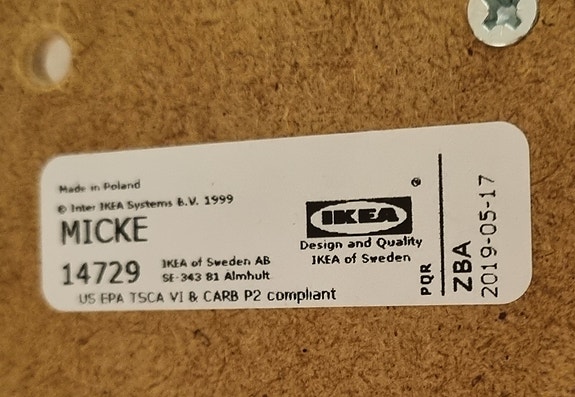 Made in Poland
© Inter IKEA Systems B.V. 1999
MICKE
14729
IKEA of Sweden AB
SE-343 81 Älmhult
US EPA TSCA VI & CARB P2 compliant
IKEA
®
Design and Quality
IKEA of Sweden
PQR
ZBA
2019-05-17